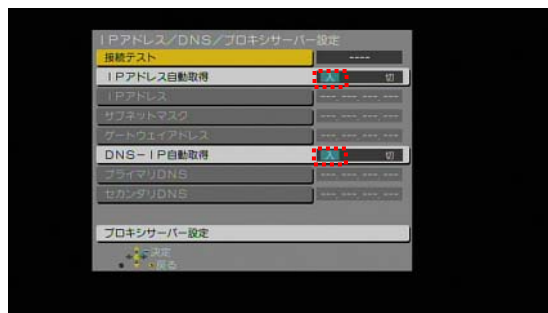 IPアドレス／DNS／プロキシサーバー設定
接続テスト ----
IPアドレス自動取得 入 切
IPアドレス ---.---.---.---
サブネットマスク ---.---.---.---
ゲートウェイアドレス ---.---.---.---
DNS－IP自動取得 入 切
プライマリDNS ---.---.---.---
セカンダリDNS ---.---.---.---
プロキシサーバー設定
決定
戻る